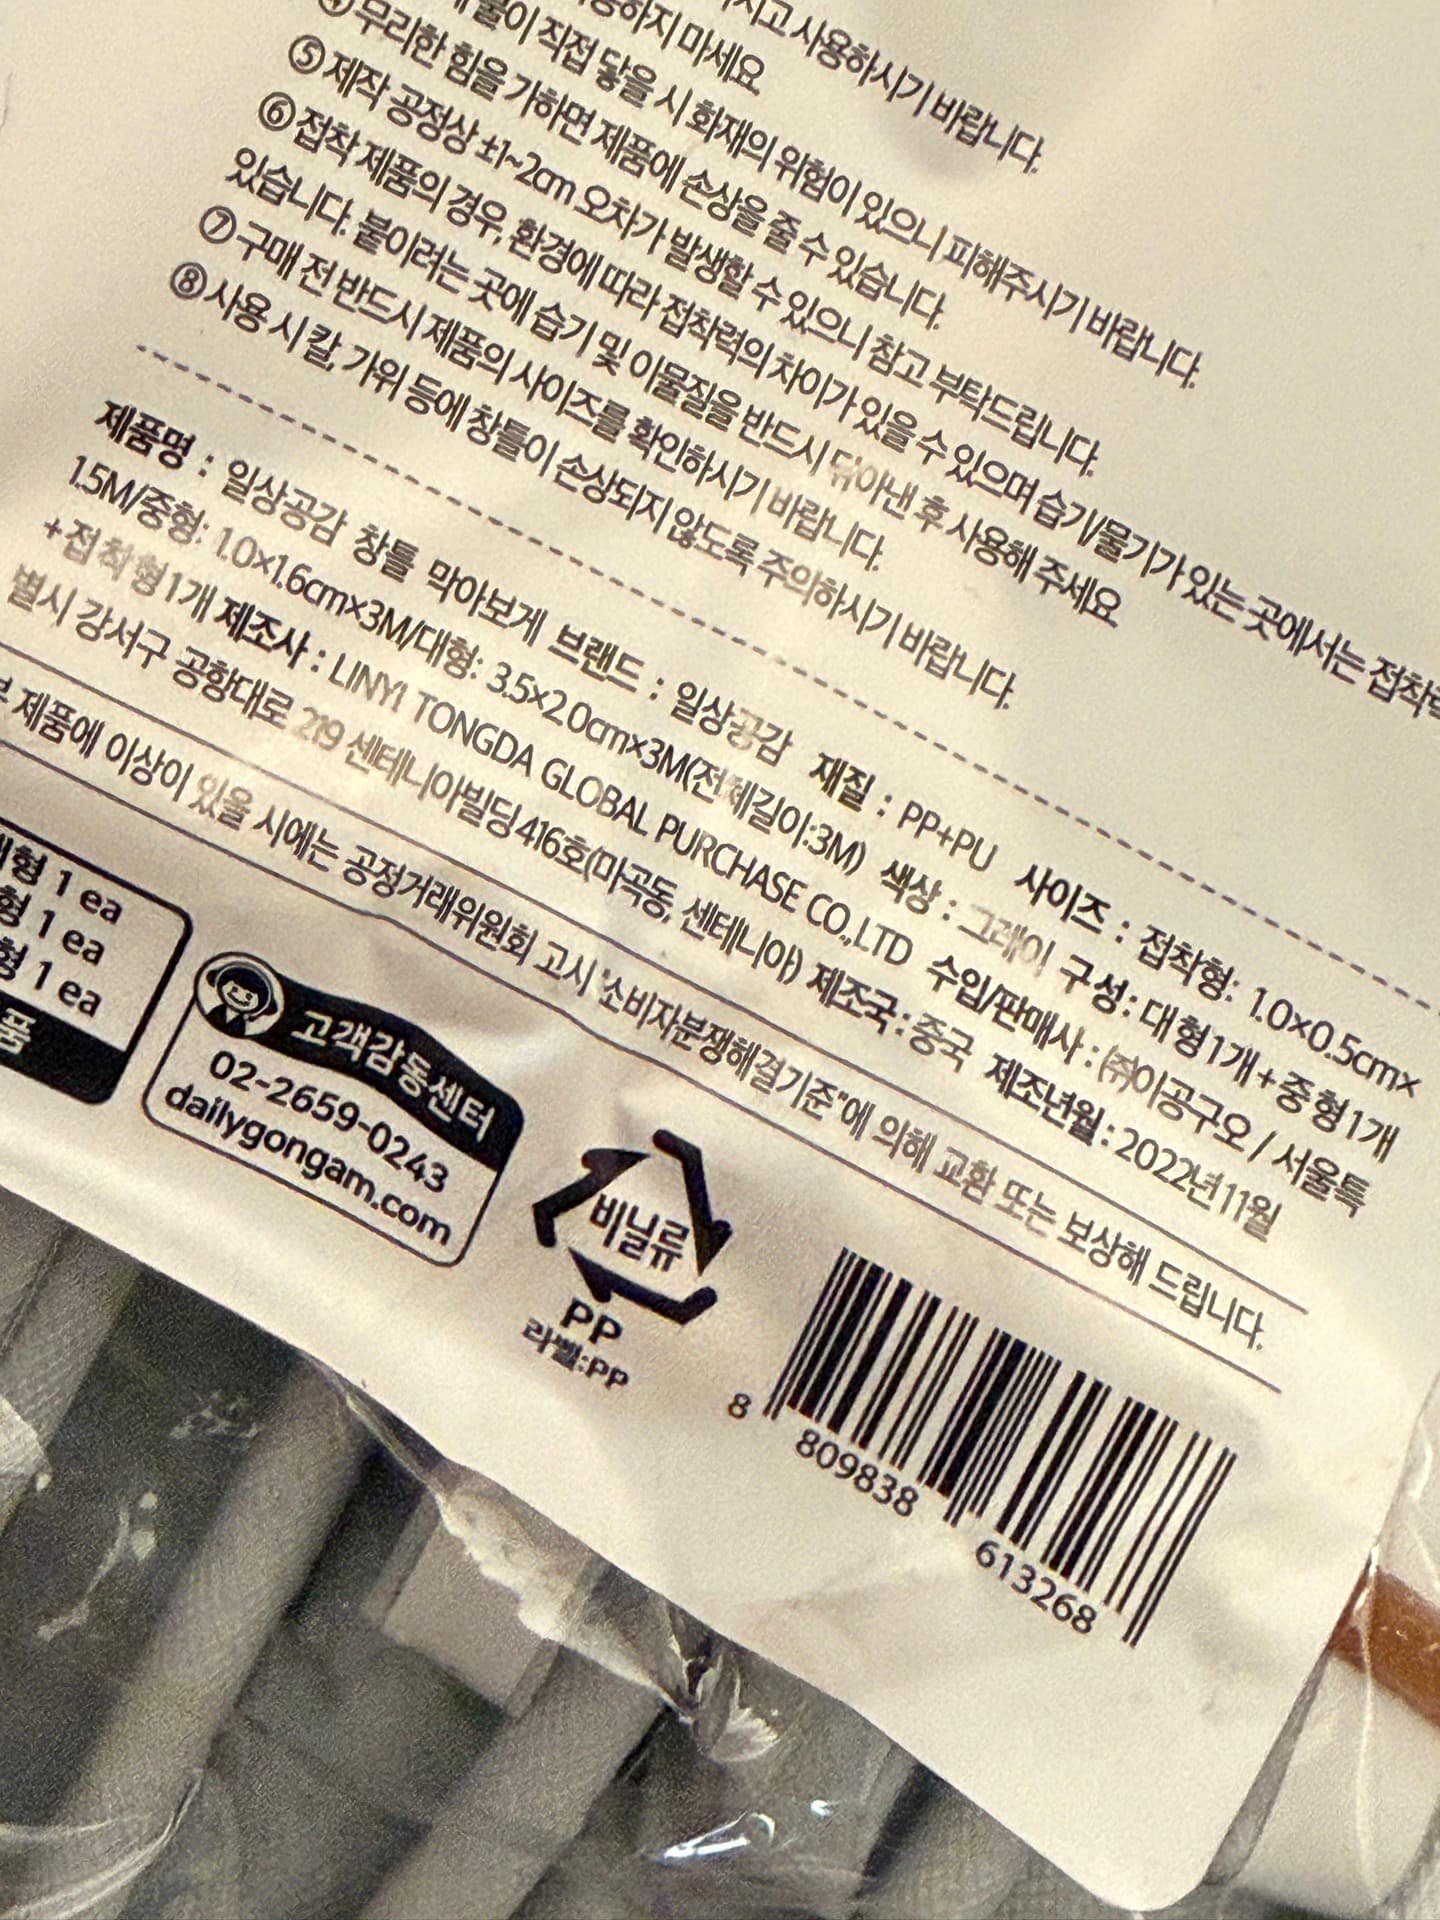 시고 사용하시기 바랍니다.
하지 마세요
불이 직접 닿을 시 화재의 위험이 있으니 피해주시기 바랍니다.
④ 무리한 힘을 가하면 제품에 손상을 줄 수 있습니다.
⑤ 제작 공정상 ±1~2cm 오차가 발생할 수 있으니 참고 부탁드립니다.
⑥ 접착 제품의 경우, 환경에 따라 접착력의 차이가 있을 수 있으며 습기/물기가 있는 곳에서는 접착력
있습니다. 붙이려는 곳에 습기 및 이물질을 반드시 닦아낸 후 사용해 주세요
⑦ 구매 전 반드시 제품의 사이즈를 확인하시기 바랍니다.
⑧ 사용 시 칼, 가위 등에 창틀이 손상되지 않도록 주의하시기 바랍니다.
제품명 : 일상공감 창틀 막아보게 브랜드 : 일상공감 재질 : PP+PU 사이즈 : 접착형: 1.0×0.5cm×
1.5M/중형: 1.0×1.6cm×3M/대형: 3.5×2.0cm×3M(전체길이:3M) 색상 : 그레이 구성 : 대형1개+중형1개
+접착형1개 제조사 : LINYI TONGDA GLOBAL PURCHASE CO.,LTD 수입/판매사 : ㈜이공구오 / 서울특
별시 강서구 공항대로 219 센테니아빌딩 416호(마곡동, 센테니아) 제조국 : 중국 제조년월 : 2022년 11월
부 제품에 이상이 있을 시에는 공정거래위원회 고시 "소비자분쟁해결기준"에 의해 교환 또는 보상해 드립니다.
대형 1 ea
형 1 ea
형 1 ea
품
고객감동센터
02-2659-0243
dailygongam.com
비닐류
PP
라벨:PP
8 809838 613268